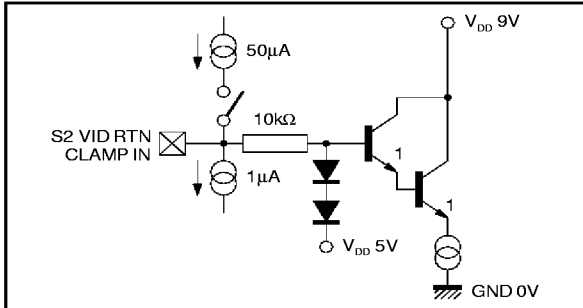 V_DD 9V
50μA
10kΩ
S2 VID RTN
CLAMP IN
1
1μA
1
V_DD 5V
GND 0V